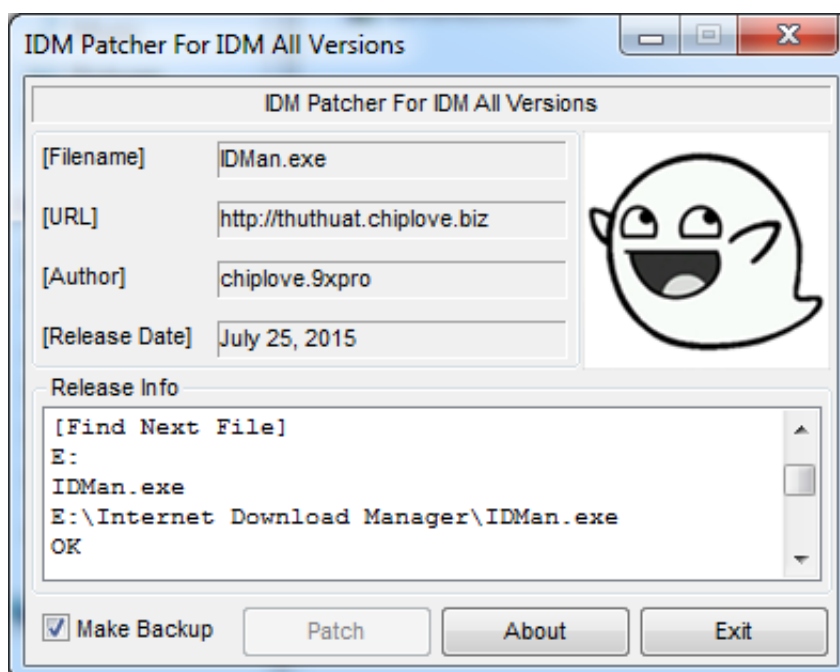 IDM Patcher For IDM All Versions
IDM Patcher For IDM All Versions
[Filename] IDMan.exe
[URL] http://thuthuat.chiplove.biz
[Author] chiplove.9xpro
[Release Date] July 25, 2015
Release Info
[Find Next File]
E:
IDMan.exe
E:\Internet Download Manager\IDMan.exe
OK
Make Backup Patch About Exit